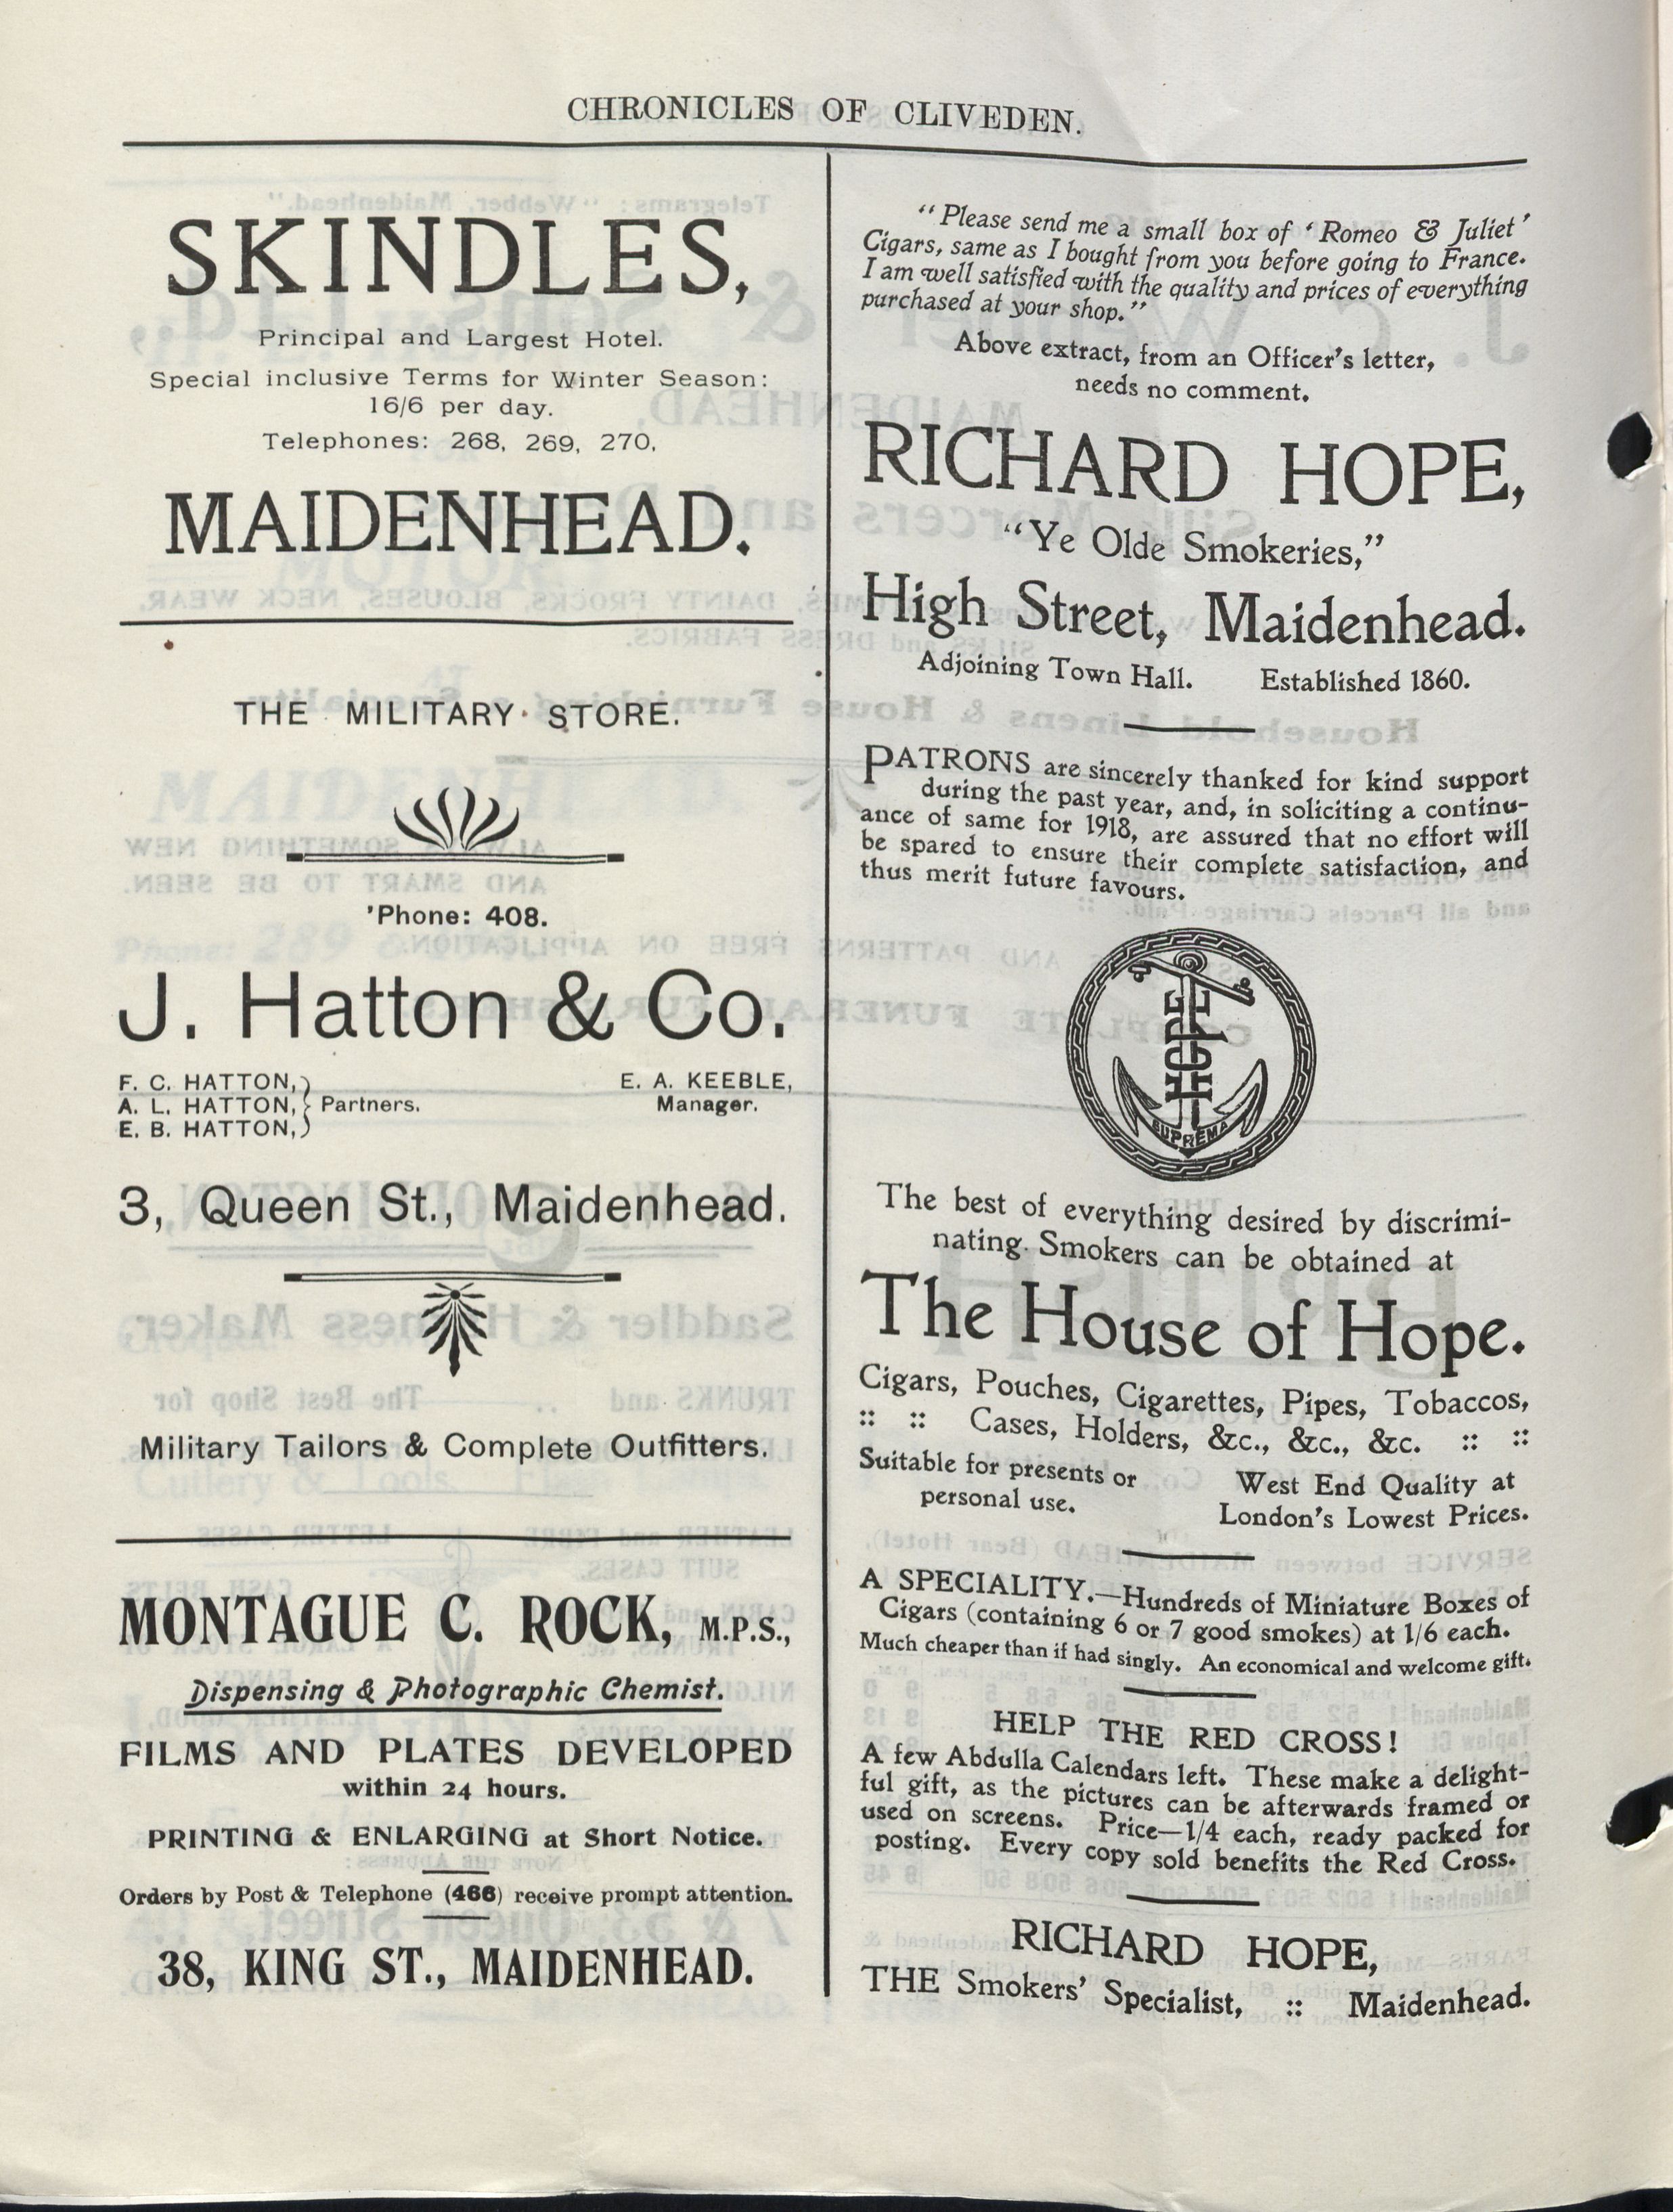 CHRONICLES OF CLIVEDEN.
SKINDLES,
Principal and Largest Hotel.
Special inclusive Terms for Winter Season:
16/6 per day.
Telephones: 268, 269, 270,
MAIDENHEAD.
THE MILITARY STORE.
'Phone: 408.
J. Hatton & Co.
F. C. HATTON,
A. L. HATTON, } Partners.
E. B. HATTON,
E. A. KEEBLE,
Manager.
3, Queen St., Maidenhead.
Military Tailors & Complete Outfitters.
MONTAGUE C. ROCK, M.P.S.,
Dispensing & Photographic Chemist.
FILMS AND PLATES DEVELOPED
within 24 hours.
PRINTING & ENLARGING at Short Notice.
Orders by Post & Telephone (466) receive prompt attention.
38, KING ST., MAIDENHEAD.
"Please send me a small box of 'Romeo & Juliet'
Cigars, same as I bought from you before going to France.
I am well satisfied with the quality and prices of everything
purchased at your shop."
Above extract, from an Officer's letter,
needs no comment.
RICHARD HOPE,
"Ye Olde Smokeries,"
High Street, Maidenhead.
Adjoining Town Hall. Established 1860.
PATRONS are sincerely thanked for kind support
during the past year, and, in soliciting a continu-
ance of same for 1918, are assured that no effort will
be spared to ensure their complete satisfaction, and
thus merit future favours.
HOPE
SUPREMA
The best of everything desired by discrimi-
nating Smokers can be obtained at
The House of Hope.
Cigars, Pouches, Cigarettes, Pipes, Tobaccos,
:: :: Cases, Holders, &c., &c., &c. :: ::
Suitable for presents or
personal use.
West End Quality at
London's Lowest Prices.
A SPECIALITY.—Hundreds of Miniature Boxes of
Cigars (containing 6 or 7 good smokes) at 1/6 each.
Much cheaper than if had singly. An economical and welcome gift.
HELP THE RED CROSS!
A few Abdulla Calendars left. These make a delight-
ful gift, as the pictures can be afterwards framed or
used on screens. Price—1/4 each, ready packed for
posting. Every copy sold benefits the Red Cross.
RICHARD HOPE,
THE Smokers' Specialist, :: Maidenhead.